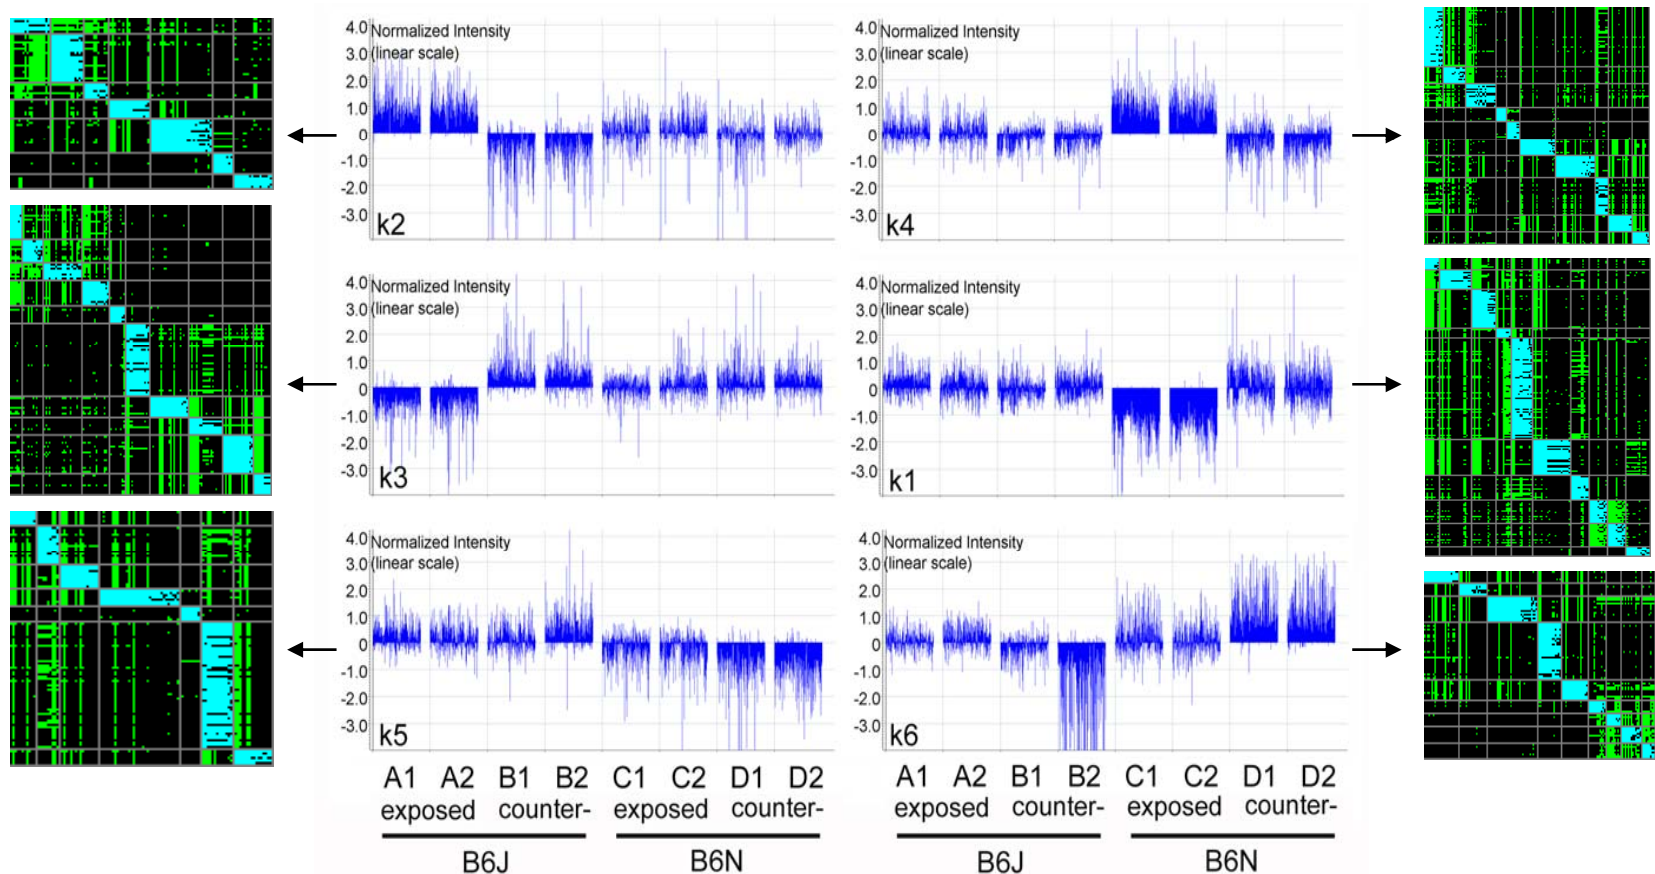 4.0
Normalized Intensity
3.0
(linear scale)
2.0
1.0
0
-1.0
-2.0
-3.0
k2
4.0
Normalized Intensity
3.0
(linear scale)
2.0
1.0
0
-1.0
-2.0
-3.0
k4
4.0
Normalized Intensity
3.0
(linear scale)
2.0
1.0
0
-1.0
-2.0
-3.0
k3
4.0
Normalized Intensity
3.0
(linear scale)
2.0
1.0
0
-1.0
-2.0
-3.0
k1
4.0
Normalized Intensity
3.0
(linear scale)
2.0
1.0
0
-1.0
-2.0
-3.0
k5
4.0
Normalized Intensity
3.0
(linear scale)
2.0
1.0
0
-1.0
-2.0
-3.0
k6
A1 A2 B1 B2 C1 C2 D1 D2
exposed counter- exposed counter-
B6J B6N
A1 A2 B1 B2 C1 C2 D1 D2
exposed counter- exposed counter-
B6J B6N